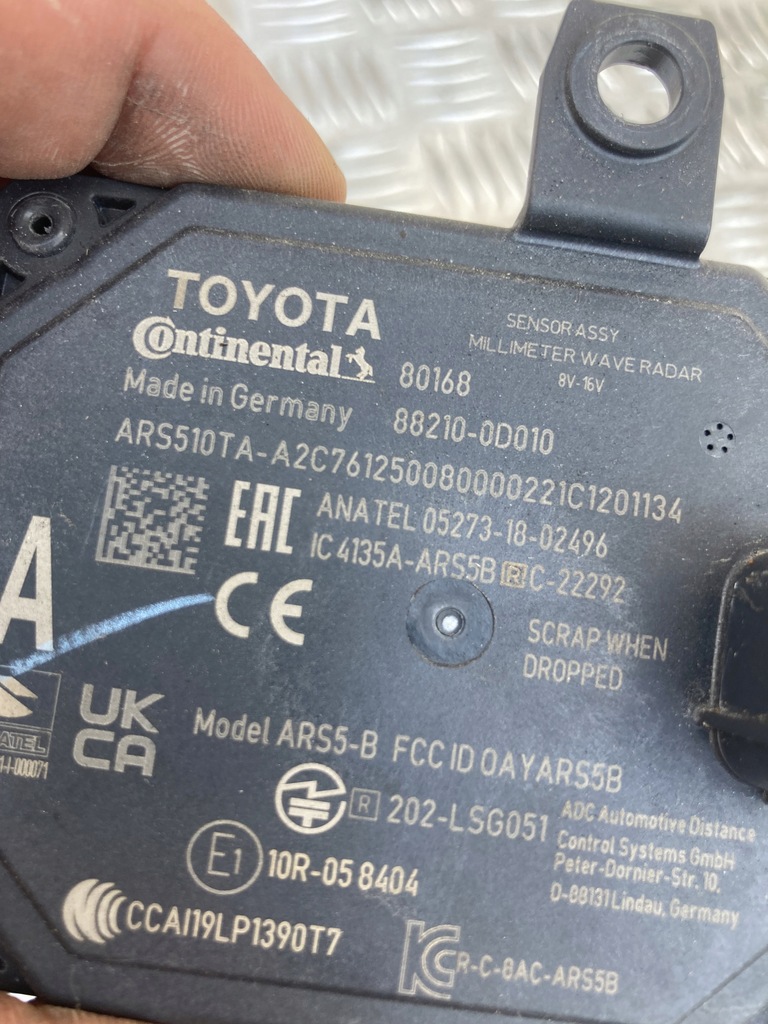 TOYOTA
Continental
SENSOR ASSY
MILLIMETER WAVE RADAR
8V-16V
80168
Made in Germany
88210-0D010
ARS510TA-A2C761250080000221C1201134
EAC
ANATEL 05273-18-02496
IC 4135A-ARS5B R C-22292
A
CE
SCRAP WHEN
DROPPED
UK
CA
Model ARS5-B FCC ID OAYARS5B
R 202-LSG051
ADC Automotive Distance
Control Systems GmbH
Peter-Dornier-Str. 10,
D-88131 Lindau, Germany
E1 10R-05 8404
CCAI19LP1390T7
KC R-C-8AC-ARS5B